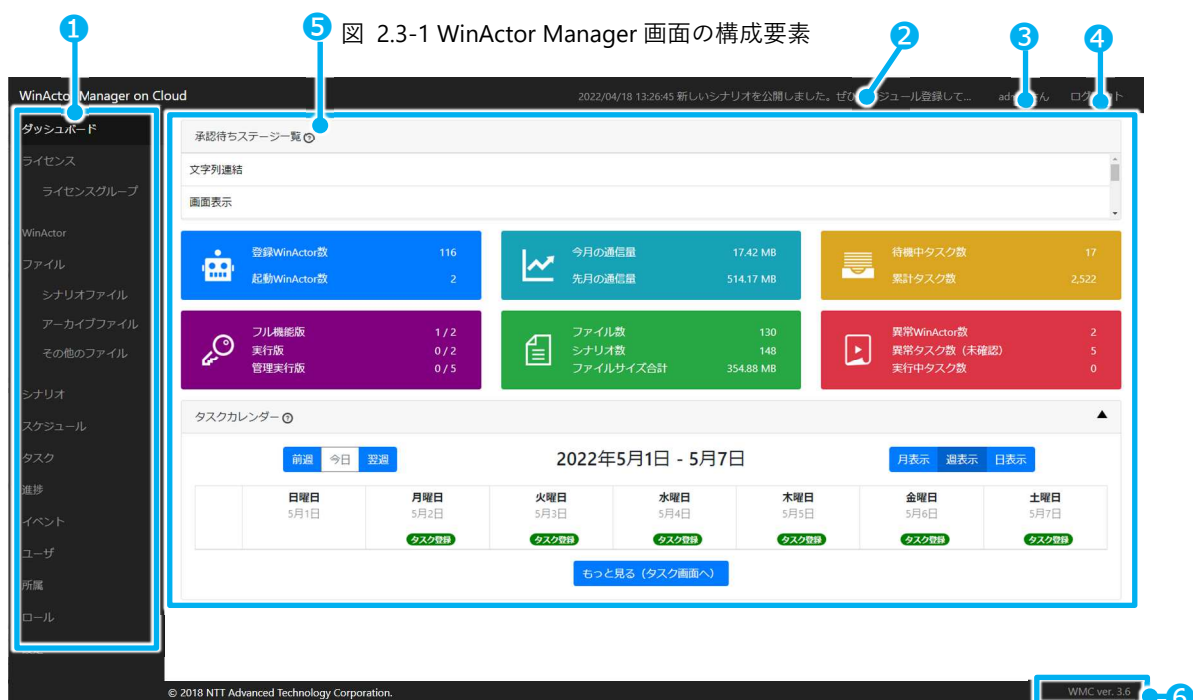 図 2.3-1 WinActor Manager 画面の構成要素
1
5
2
3
4
WinActor Manager on Cloud
2022/04/18 13:26:45 新しいシナリオを公開しました。ぜひ
ジュール登録して...
さん
ダッシュボード
ライセンス
ライセンスグループ
WinActor
ファイル
シナリオファイル
アーカイブファイル
その他のファイル
シナリオ
スケジュール
タスク
進捗
イベント
ユーザ
所属
ロール
承認待ちステージ一覧
文字列連結
画面表示
登録WinActor数 116
起動WinActor数 2
今月の通信量 17.42 MB
先月の通信量 514.17 MB
待機中タスク数 17
累計タスク数 2,522
フル機能版 1 / 2
実行版 0 / 2
管理実行版 0 / 5
ファイル数 130
シナリオ数 148
ファイルサイズ合計 354.88 MB
異常WinActor数 2
異常タスク数（未確認） 5
実行中タスク数 0
タスクカレンダー
前週 今日 翌週
2022年5月1日 - 5月7日
月表示 週表示 日表示
日曜日 月曜日 火曜日 水曜日 木曜日 金曜日 土曜日
5月1日 5月2日 5月3日 5月4日 5月5日 5月6日 5月7日
タスク登録 タスク登録 タスク登録 タスク登録 タスク登録 タスク登録
もっと見る（タスク画面へ）
© 2018 NTT Advanced Technology Corporation.
WMC ver. 3.6
6